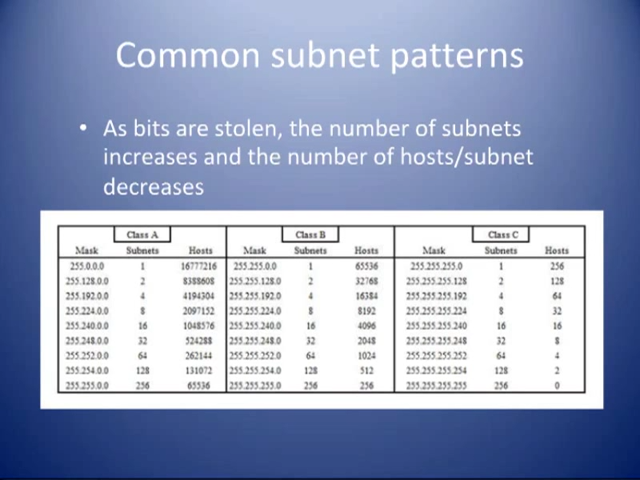 Common subnet patterns
• As bits are stolen, the number of subnets
increases and the number of hosts/subnet
decreases
Class A Class B Class C
Mask Subnets Hosts Mask Subnets Hosts Mask Subnets Hosts
255.0.0.0 1 16777216 255.255.0.0 1 65536 255.255.255.0 1 256
255.128.0.0 2 8388608 255.255.128.0 2 32768 255.255.255.128 2 128
255.192.0.0 4 4194304 255.255.192.0 4 16384 255.255.255.192 4 64
255.224.0.0 8 2097152 255.255.224.0 8 8192 255.255.255.224 8 32
255.240.0.0 16 1048576 255.255.240.0 16 4096 255.255.255.240 16 16
255.248.0.0 32 524288 255.255.248.0 32 2048 255.255.255.248 32 8
255.252.0.0 64 262144 255.255.252.0 64 1024 255.255.255.252 64 4
255.254.0.0 128 131072 255.255.254.0 128 512 255.255.255.254 128 2
255.255.0.0 256 65536 255.255.255.0 256 256 255.255.255.255 256 0